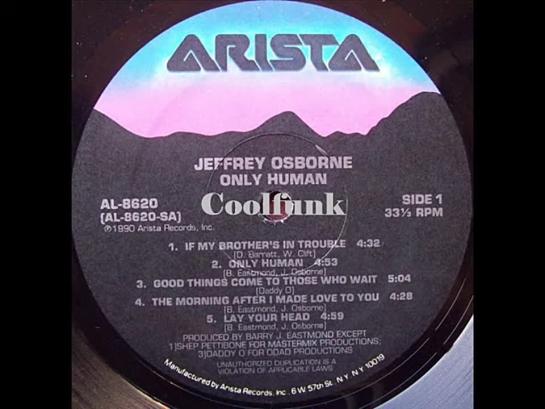 ARISTA
JEFFREY OSBORNE
ONLY HUMAN
AL-8620
(AL-8620-SA)
℗1990 Arista Records, Inc.
Coolfunk
SIDE 1
33⅓ RPM
1. IF MY BROTHER'S IN TROUBLE 4:32
(D. Barratt, W. Clift)
2. ONLY HUMAN 4:53
(B. Eastmond, J. Osborne)
3. GOOD THINGS COME TO THOSE WHO WAIT 5:04
(Daddy O)
4. THE MORNING AFTER I MADE LOVE TO YOU 4:28
(B. Eastmond, J. Osborne)
5. LAY YOUR HEAD 4:59
(B. Eastmond, J. Osborne)
PRODUCED BY BARRY J. EASTMOND EXCEPT
1)SHEP PETTIBONE FOR MASTERMIX PRODUCTIONS;
3)DADDY O FOR ODAD PRODUCTIONS
UNAUTHORIZED DUPLICATION IS A
VIOLATION OF APPLICABLE LAWS
Manufactured by Arista Records, Inc. 6 W. 57th St. N.Y. N.Y. 10019